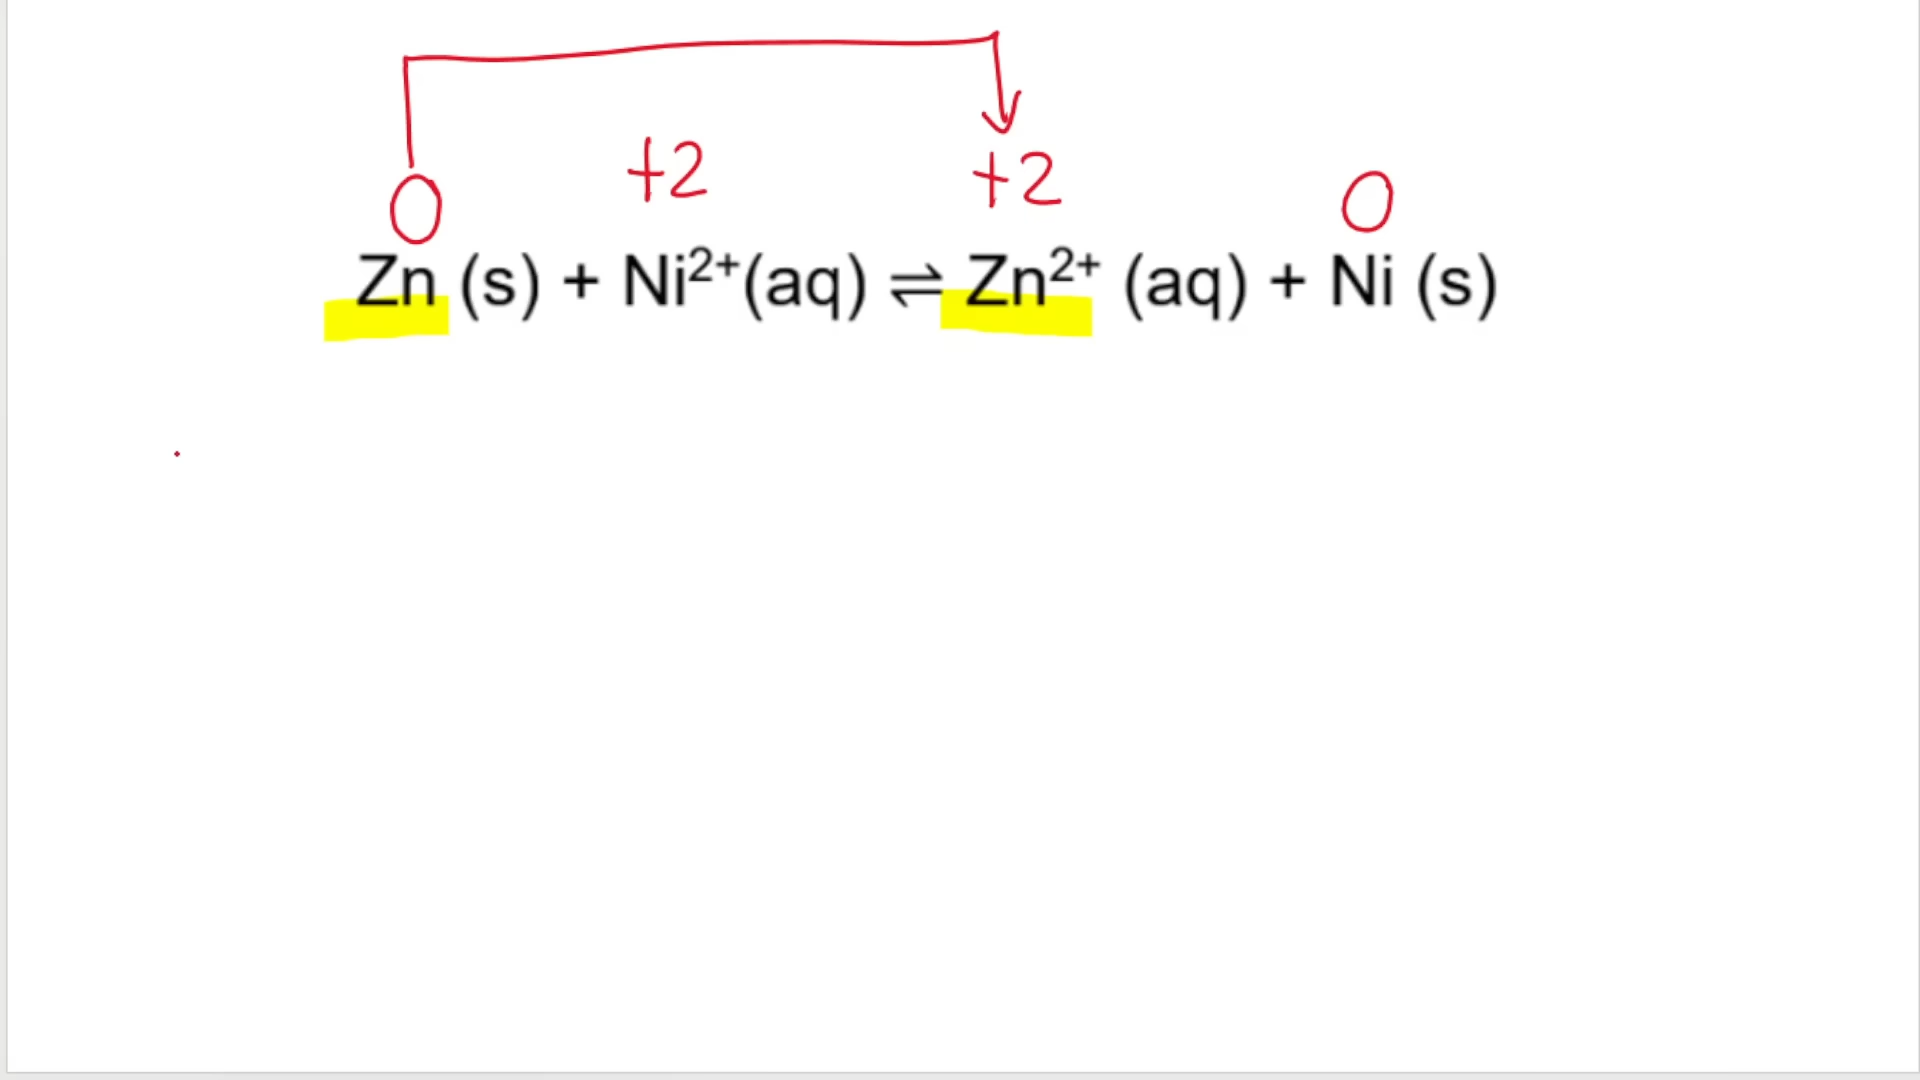 0 +2 +2 0
Zn (s) + Ni²⁺(aq) ⇌ Zn²⁺ (aq) + Ni (s)